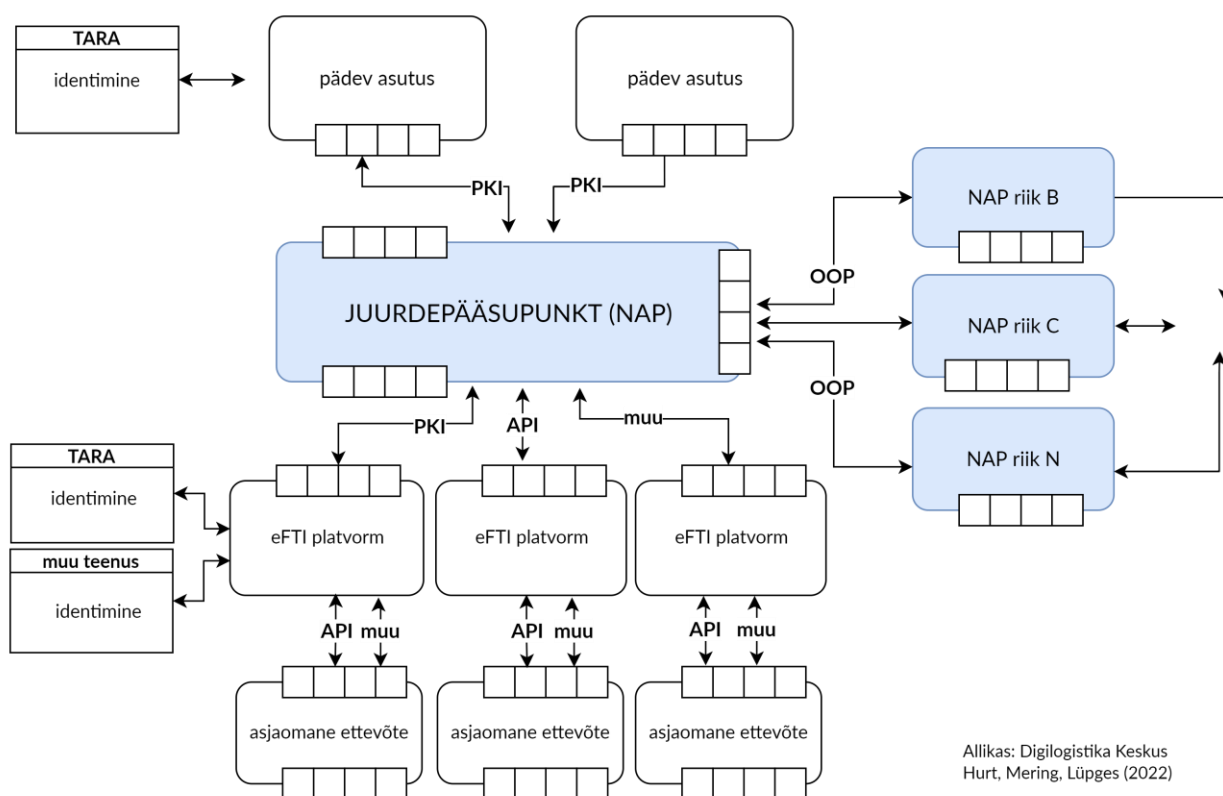 TARA
identimine
pädev asutus
pädev asutus
PKI
PKI
NAP riik B
OOP
JUURDEPÄÄSUPUNKT (NAP)
NAP riik C
OOP
PKI
API
muu
NAP riik N
TARA
identimine
muu teenus
identimine
eFTI platvorm
eFTI platvorm
eFTI platvorm
API
muu
API
muu
API
muu
asjaomane ettevõte
asjaomane ettevõte
asjaomane ettevõte
Allikas: Digilogistika Keskus
Hurt, Mering, Lüpges (2022)